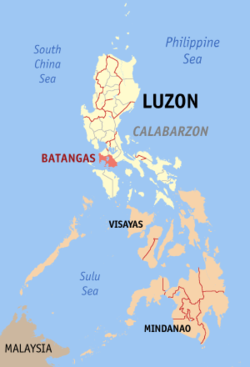 South
China
Sea
Philippine
Sea
LUZON
CALABARZON
BATANGAS
VISAYAS
Sulu
Sea
MINDANAO
MALAYSIA